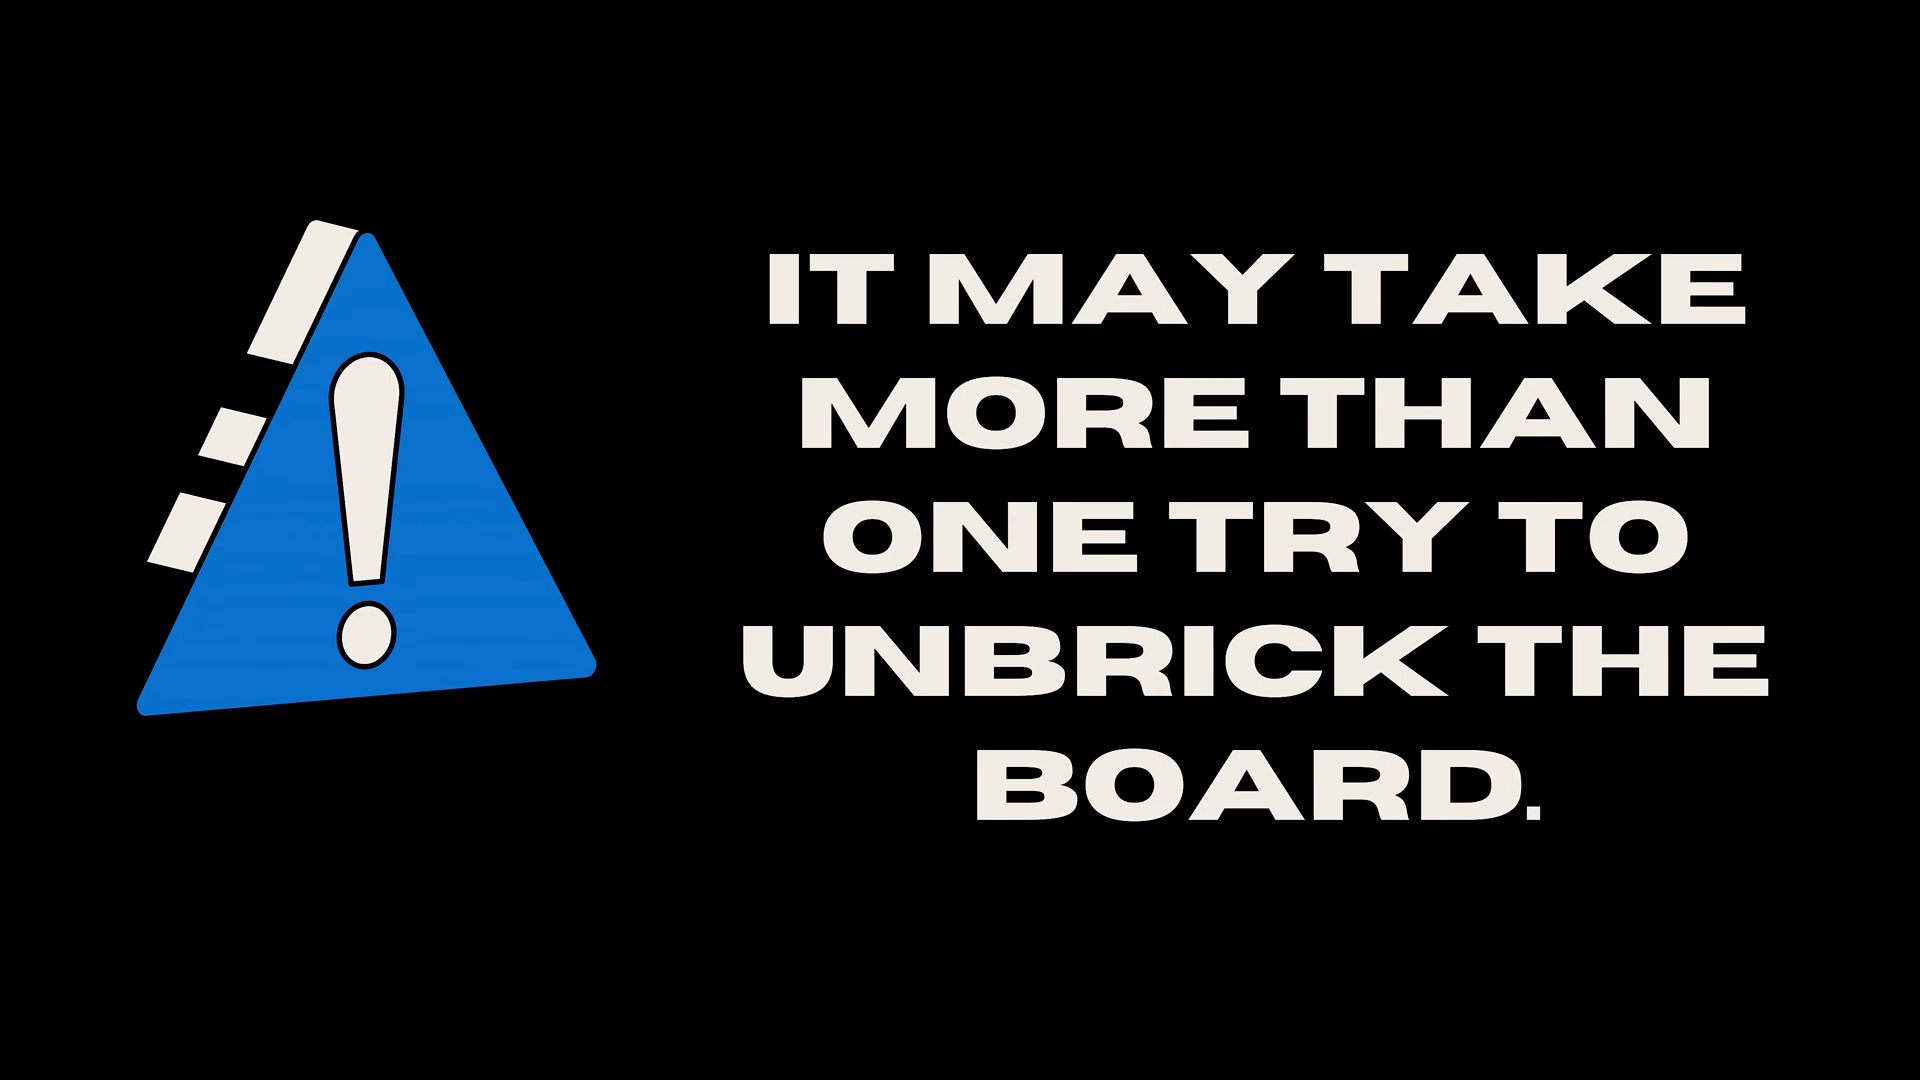 IT MAY TAKE
MORE THAN
ONE TRY TO
UNBRICK THE
BOARD.